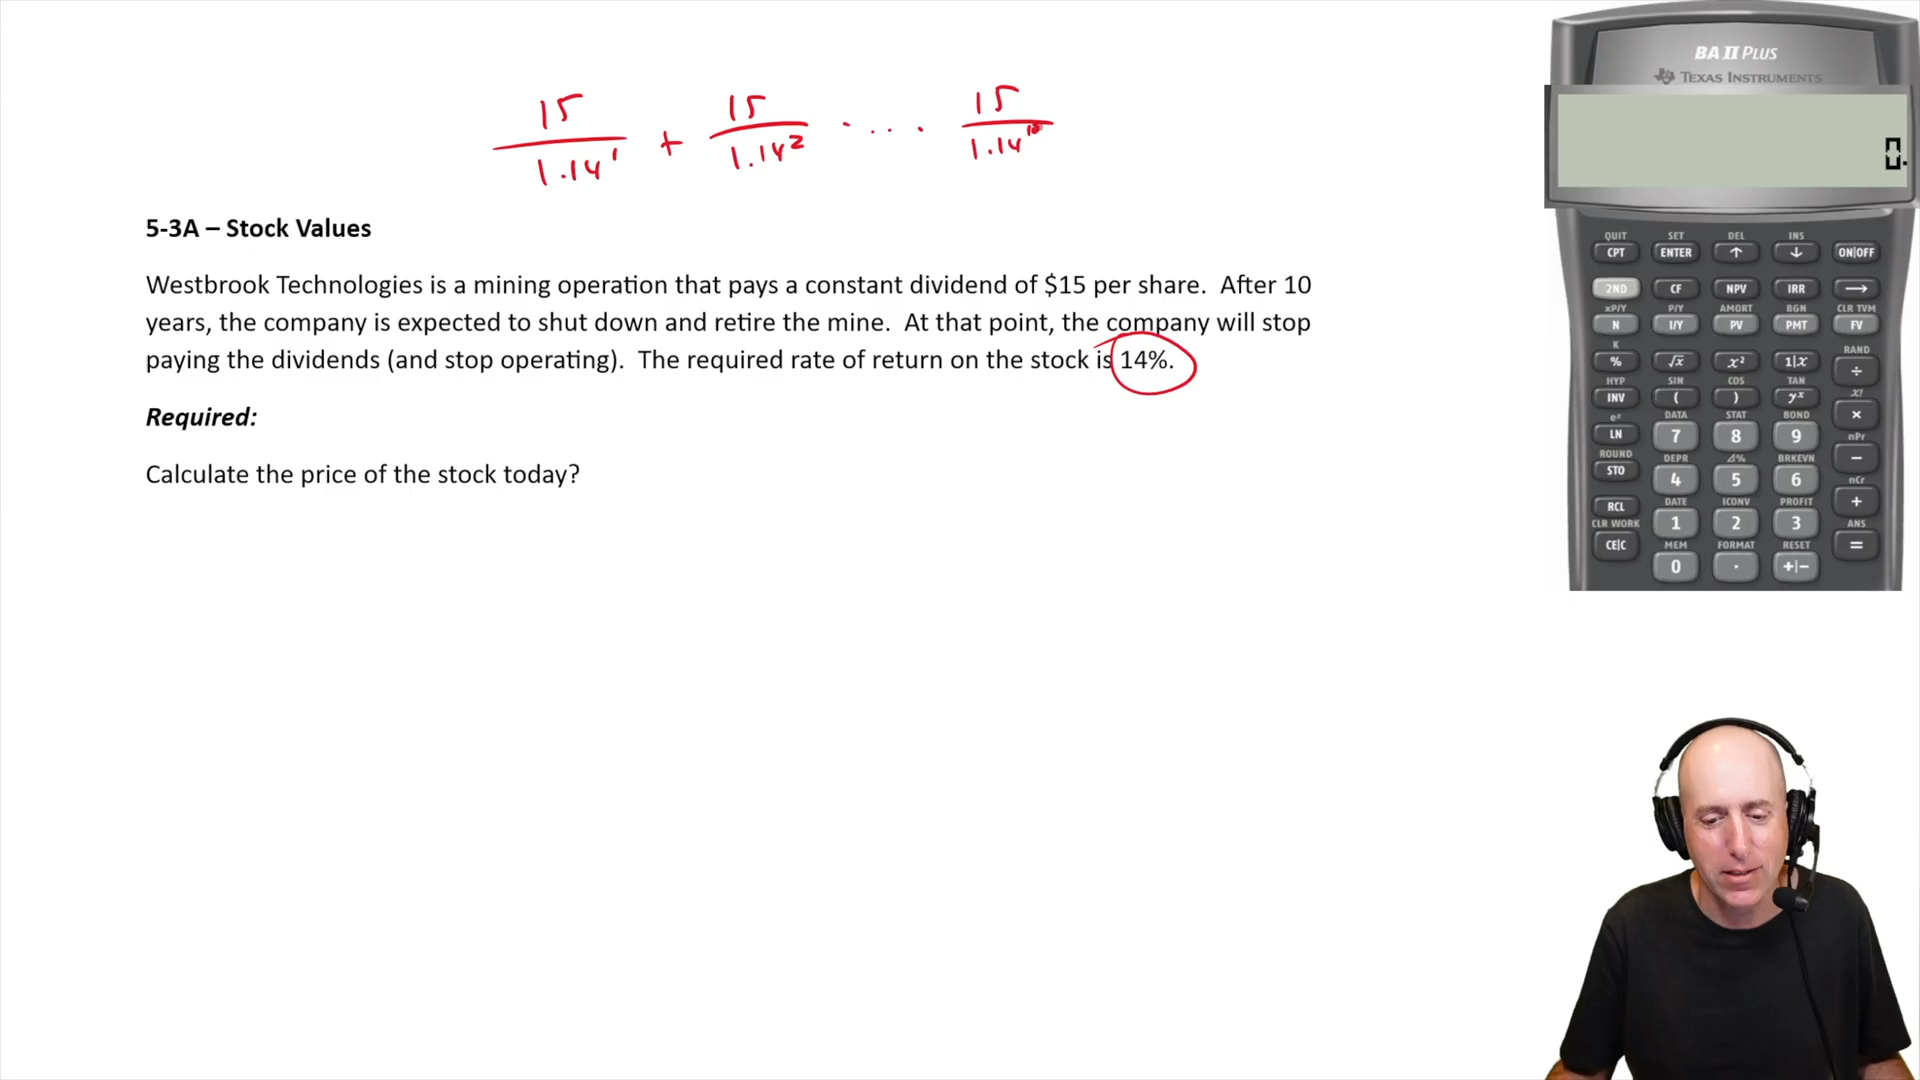 15 15 15
+ . . . . .
1.14¹ 1.14² 1.14¹⁰
5-3A – Stock Values
Westbrook Technologies is a mining operation that pays a constant dividend of $15 per share. After 10
years, the company is expected to shut down and retire the mine. At that point, the company will stop
paying the dividends (and stop operating). The required rate of return on the stock is 14%.
Required:
Calculate the price of the stock today?
BA II PLUS
TEXAS INSTRUMENTS
0.
QUIT SET DEL INS
CPT ENTER ↑ ↓ ON|OFF
2ND CF NPV IRR →
xP/Y P/Y AMORT BGN CLR TVM
N I/Y PV PMT FV
K RAND
% √x x² 1|x ÷
HYP SIN COS TAN x!
INV ( ) yˣ ×
eˣ DATA STAT BOND nPr
LN 7 8 9 −
ROUND DEPR Δ% BRKEVN nCr
STO 4 5 6 +
DATE ICONV PROFIT ANS
RCL 1 2 3 =
CLR WORK MEM FORMAT RESET
CE|C 0 . +|−